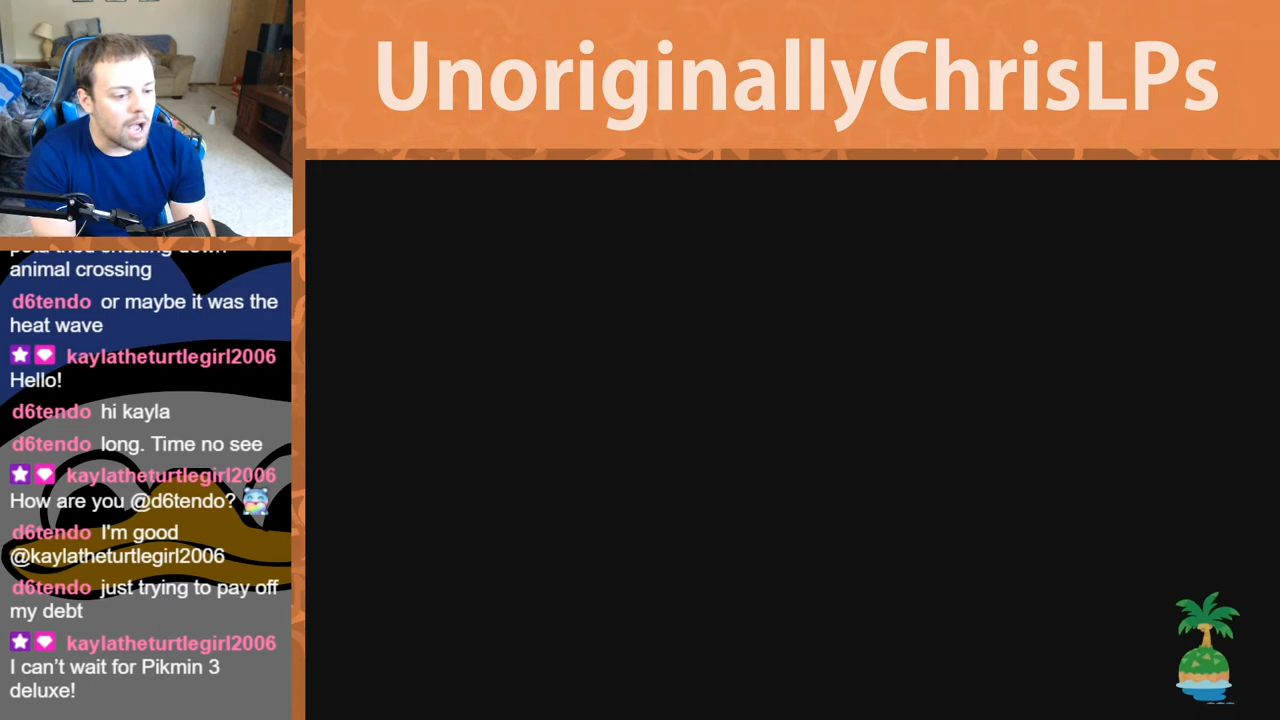 UnoriginallyChrisLPs
animal crossing
d6tendo or maybe it was the
heat wave
kaylatheturtlegirl2006
Hello!
d6tendo hi kayla
d6tendo long. Time no see
kaylatheturtlegirl2006
How are you @d6tendo?
d6tendo I'm good
@kaylatheturtlegirl2006
d6tendo just trying to pay off
my debt
kaylatheturtlegirl2006
I can’t wait for Pikmin 3
deluxe!